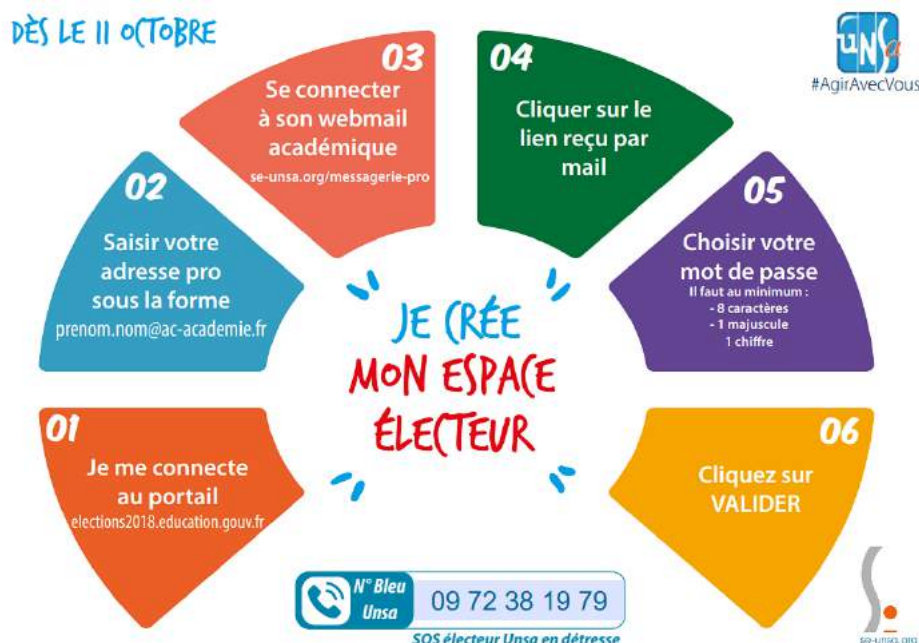 DÈS LE 11 OCTOBRE
unsa
#AgirAvecVous
01
Je me connecte
au portail
elections2018.education.gouv.fr
02
Saisir votre
adresse pro
sous la forme
prenom.nom@ac-academie.fr
03
Se connecter
à son webmail
académique
se-unsa.org/messagerie-pro
04
Cliquer sur le
lien reçu par
mail
05
Choisir votre
mot de passe
Il faut au minimum :
- 8 caractères
- 1 majuscule
1 chiffre
06
Cliquez sur
VALIDER
JE CRÉE
MON ESPACE
ÉLECTEUR
N° Bleu
Unsa
09 72 38 19 79
SOS électeur Unsa en détresse
se-unsa.org